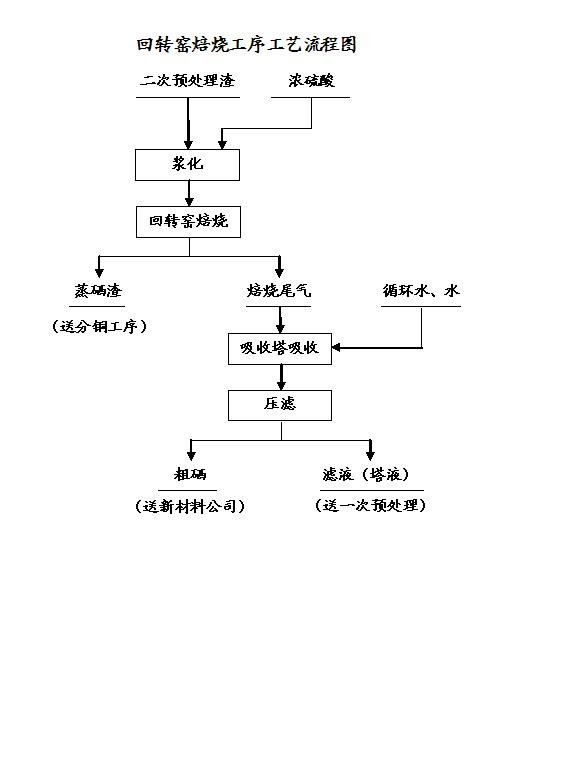 回转窑焙烧工序工艺流程图
二次预处理渣 浓硫酸
浆化
回转窑焙烧
蒸硒渣 焙烧尾气 循环水、水
（送分铜工序）
吸收塔吸收
压滤
粗硒 滤液（塔液）
（送新材料公司） （送一次预处理）